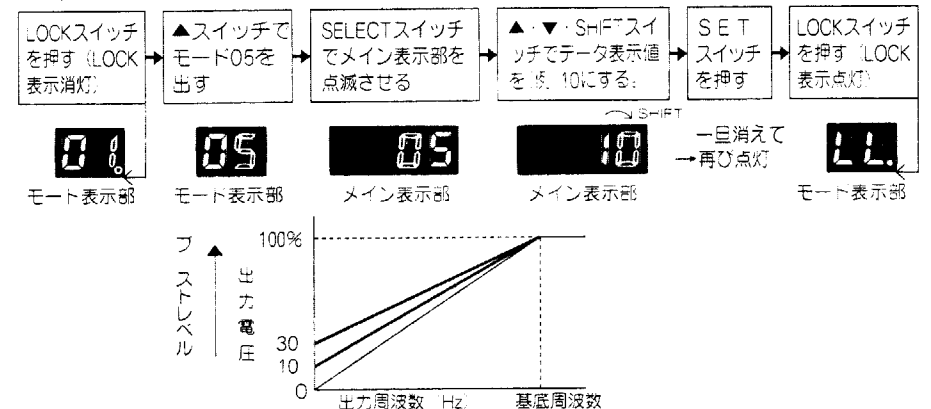 LOCKスイッチ
を押す（LOCK
表示消灯）
▲スイッチで
モード05を
出す
SELECTスイッチ
でメイン表示部を
点滅させる
▲・▼・SHIFTスイ
ッチでデータ表示値
を 10にする
SET
スイッチ
を押す
LOCKスイッチ
を押す（LOCK
表示点灯）
01.
モード表示部
05
モード表示部
05
メイン表示部
SHIFT
10
メイン表示部
一旦消えて
→再び点灯
LL.
モード表示部
ブーストレベル
出力電圧
100%
30
10
0
出力周波数（Hz）
基底周波数